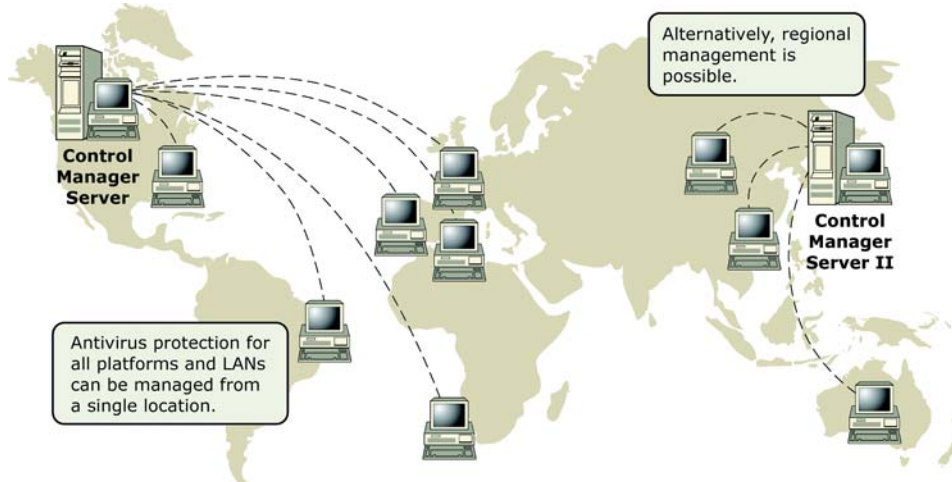 Alternatively, regional
management is
possible.
Control
Manager
Server
Control
Manager
Server II
Antivirus protection for
all platforms and LANs
can be managed from
a single location.